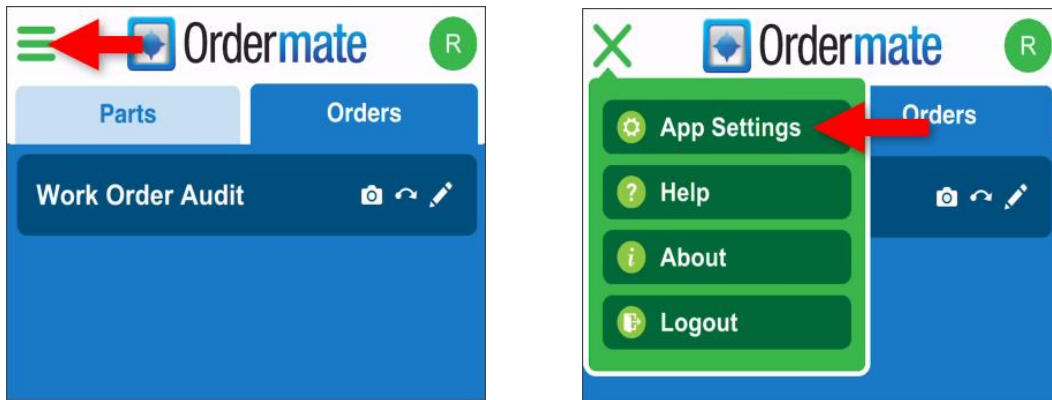 Ordermate
R
Parts
Orders
Work Order Audit
Ordermate
R
Orders
App Settings
?
Help
i
About
Logout